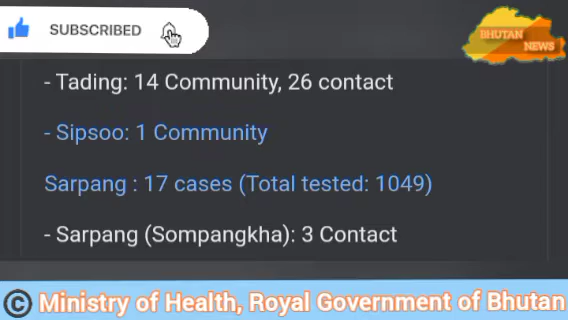 SUBSCRIBED
BHUTAN
NEWS
- Tading: 14 Community, 26 contact
- Sipsoo: 1 Community
Sarpang : 17 cases (Total tested: 1049)
- Sarpang (Sompangkha): 3 Contact
© Ministry of Health, Royal Government of Bhutan